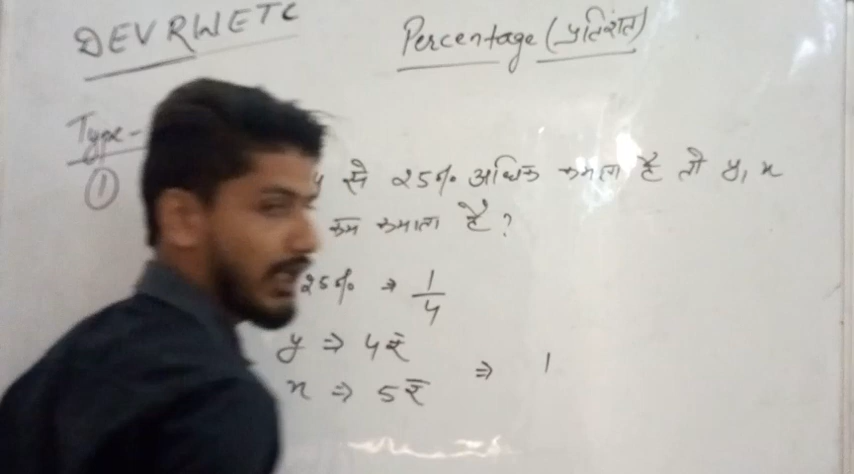 DEVRWETC
Percentage (प्रतिशत)
Type-
①
y से 25% अधिक कमाता है तो y, x
कम कमाता है?
25% → 1/4
y ⇒ 4₹
x ⇒ 5₹ ⇒ 1